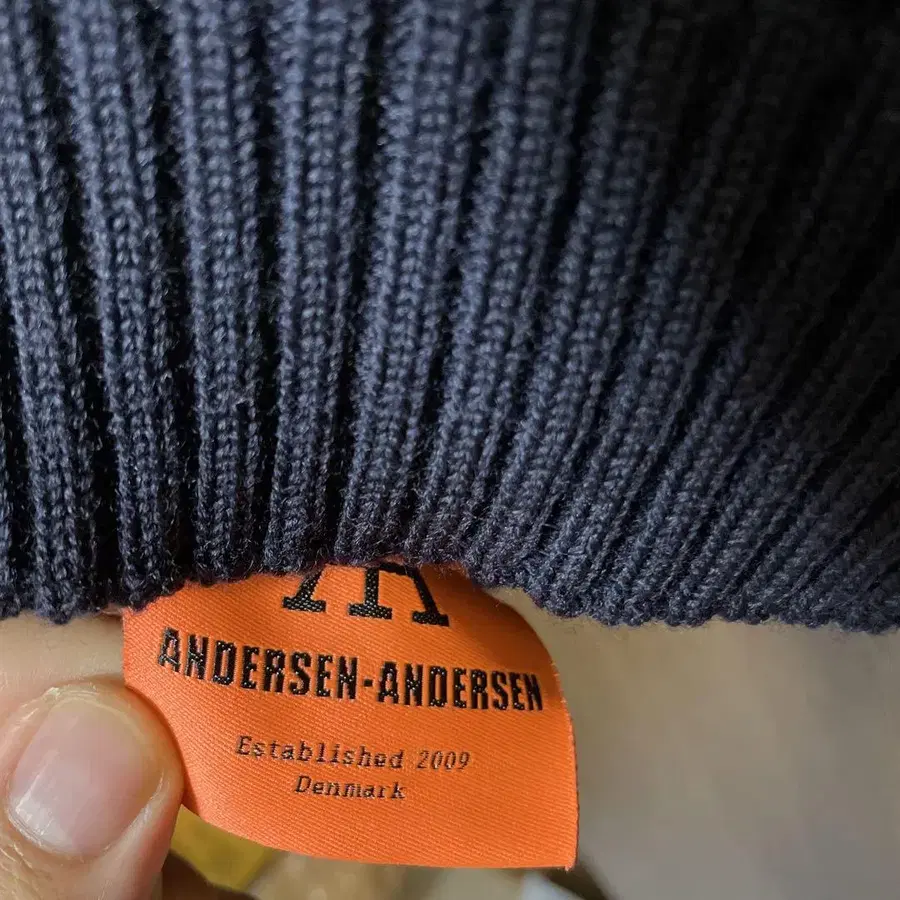 ANDERSEN-ANDERSEN
Established 2009
Denmark